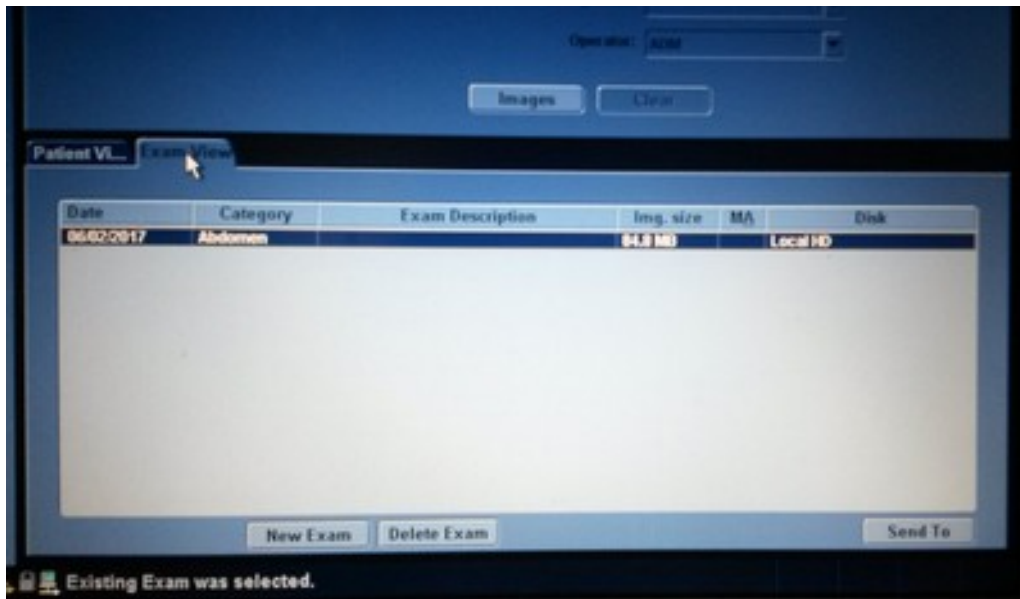 Operator: ADM
Images Clear
Patient Vi... Exam View
Date Category Exam Description Img. size MA Disk
06/02/2017 Abdomen 84.8 MB Local HD
New Exam Delete Exam Send To
Existing Exam was selected.